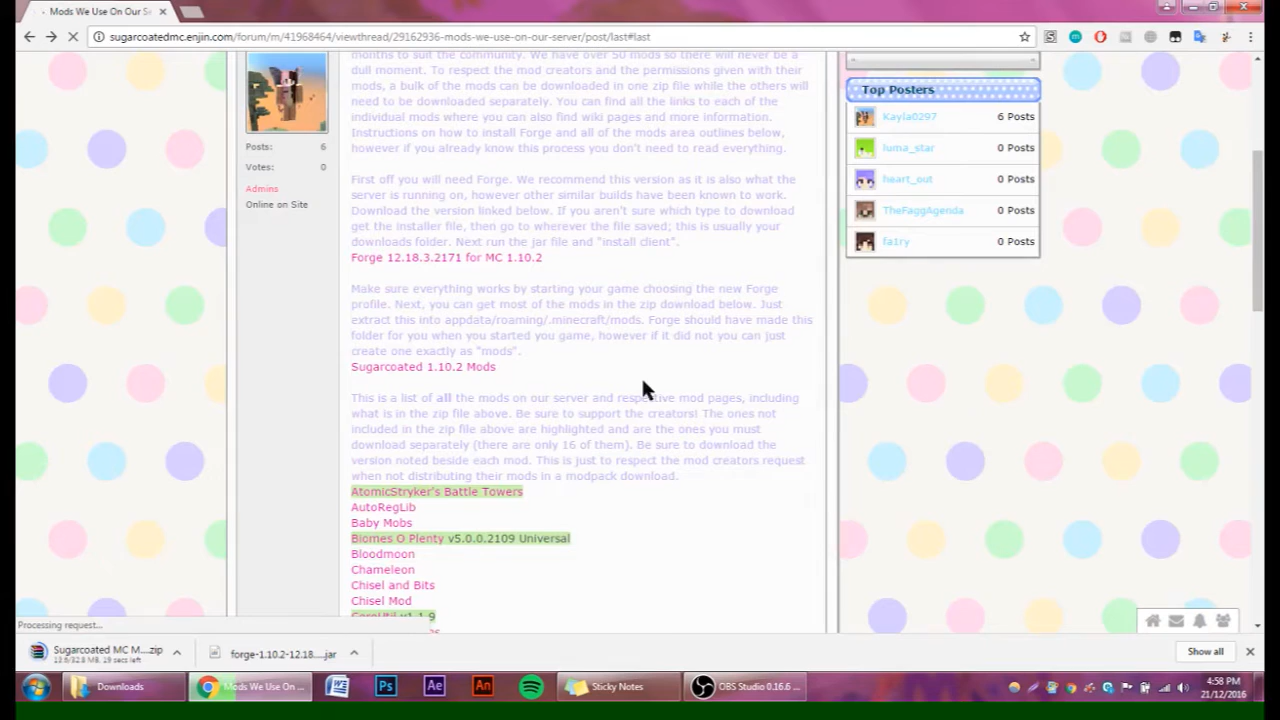 Mods We Use On Our Se
sugarcoatedmc.enjin.com/forum/m/41968464/viewthread/29162936-mods-we-use-on-our-server/post/last#last
months to suit the community. We have over 50 mods so there will never be a
dull moment. To respect the mod creators and the permissions given with their
mods, a bulk of the mods can be downloaded in one zip file while the others will
need to be downloaded separately. You can find all the links to each of the
individual mods where you can also find wiki pages and more information.
Instructions on how to install Forge and all of the mods area outlines below,
however if you already know this process you don't need to read everything.
Posts: 6
Votes: 0
Admins
Online on Site
First off you will need Forge. We recommend this version as it is also what the
server is running on, however other similar builds have been known to work.
Download the version linked below. If you aren't sure which type to download
get the installer file, then go to wherever the file saved; this is usually your
downloads folder. Next run the jar file and "install client".
Forge 12.18.3.2171 for MC 1.10.2
Make sure everything works by starting your game choosing the new Forge
profile. Next, you can get most of the mods in the zip download below. Just
extract this into appdata/roaming/.minecraft/mods. Forge should have made this
folder for you when you started you game, however if it did not you can just
create one exactly as "mods".
Sugarcoated 1.10.2 Mods
This is a list of all the mods on our server and respective mod pages, including
what is in the zip file above. Be sure to support the creators! The ones not
included in the zip file above are highlighted and are the ones you must
download separately (there are only 16 of them). Be sure to download the
version noted beside each mod. This is just to respect the mod creators request
when not distributing their mods in a modpack download.
AtomicStryker's Battle Towers
AutoRegLib
Baby Mobs
Biomes O Plenty v5.0.0.2109 Universal
Bloodmoon
Chameleon
Chisel and Bits
Chisel Mod
Top Posters
Kayla0297 6 Posts
luma_star 0 Posts
heart_out 0 Posts
TheFaggAgenda 0 Posts
fa1ry 0 Posts
Processing request...
Sugarcoated MC M....zip
13.6/32.8 MB, 19 secs left
forge-1.10.2-12.18....jar
Show all
Downloads
Mods We Use On ...
Ps
Ae
An
Sticky Notes
OBS Studio 0.16.6 ...
4:58 PM
21/12/2016